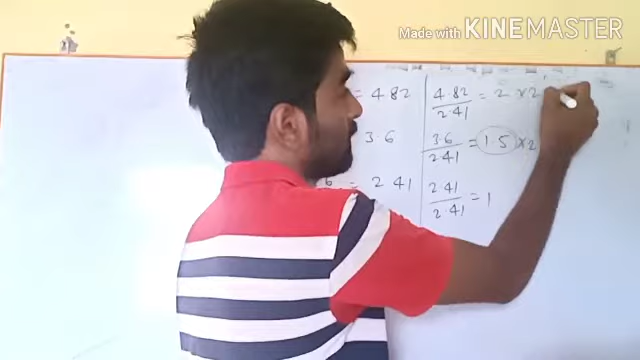 Made with KINEMASTER
= 4.82
4.82/2.41 = 2 ×2
3.6
3.6/2.41 = 1.5 ×2
6 = 2.41
2.41/2.41 = 1